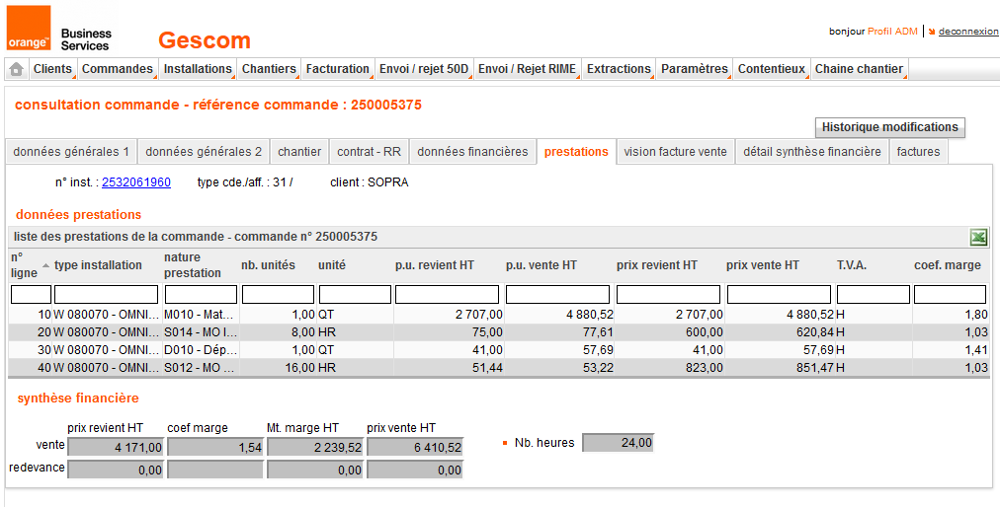 orange™ Business Services
Gescom
bonjour Profil ADM | déconnexion
Clients Commandes Installations Chantiers Facturation Envoi / rejet 50D Envoi / Rejet RIME Extractions Paramètres Contentieux Chaine chantier
consultation commande - référence commande : 250005375
Historique modifications
données générales 1 données générales 2 chantier contrat - RR données financières prestations vision facture vente détail synthèse financière factures
n° inst. : 2532061960 type cde./aff. : 31 / client : SOPRA
données prestations
liste des prestations de la commande - commande n° 250005375
n° ligne type installation nature prestation nb. unités unité p.u. revient HT p.u. vente HT prix revient HT prix vente HT T.V.A. coef. marge
10 W 080070 - OMNI... M010 - Mat... 1,00 QT 2 707,00 4 880,52 2 707,00 4 880,52 H 1,80
20 W 080070 - OMNI... S014 - MO I... 8,00 HR 75,00 77,61 600,00 620,84 H 1,03
30 W 080070 - OMNI... D010 - Dép... 1,00 QT 41,00 57,69 41,00 57,69 H 1,41
40 W 080070 - OMNI... S012 - MO ... 16,00 HR 51,44 53,22 823,00 851,47 H 1,03
synthèse financière
prix revient HT coef marge Mt. marge HT prix vente HT
vente 4 171,00 1,54 2 239,52 6 410,52 Nb. heures 24,00
redevance 0,00 0,00 0,00